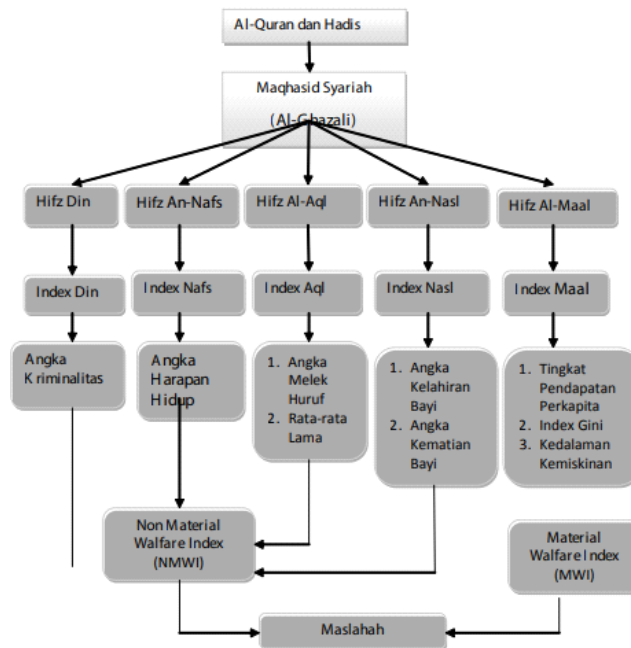 Al-Quran dan Hadis
Maqhasid Syariah
(Al-Ghazali)
Hifz Din
Hifz An-Nafs
Hifz Al-Aql
Hifz An-Nasl
Hifz Al-Maal
Index Din
Index Nafs
Index Aql
Index Nasl
Index Maal
Angka
Kriminalitas
Angka
Harapan
Hidup
1. Angka
Melek
Huruf
2. Rata-rata
Lama
1. Angka
Kelahiran
Bayi
2. Angka
Kematian
Bayi
1. Tingkat
Pendapatan
Perkapita
2. Index Gini
3. Kedalaman
Kemiskinan
Non Material
Walfare Index
(NMWI)
Material
Walfare Index
(MWI)
Maslahah